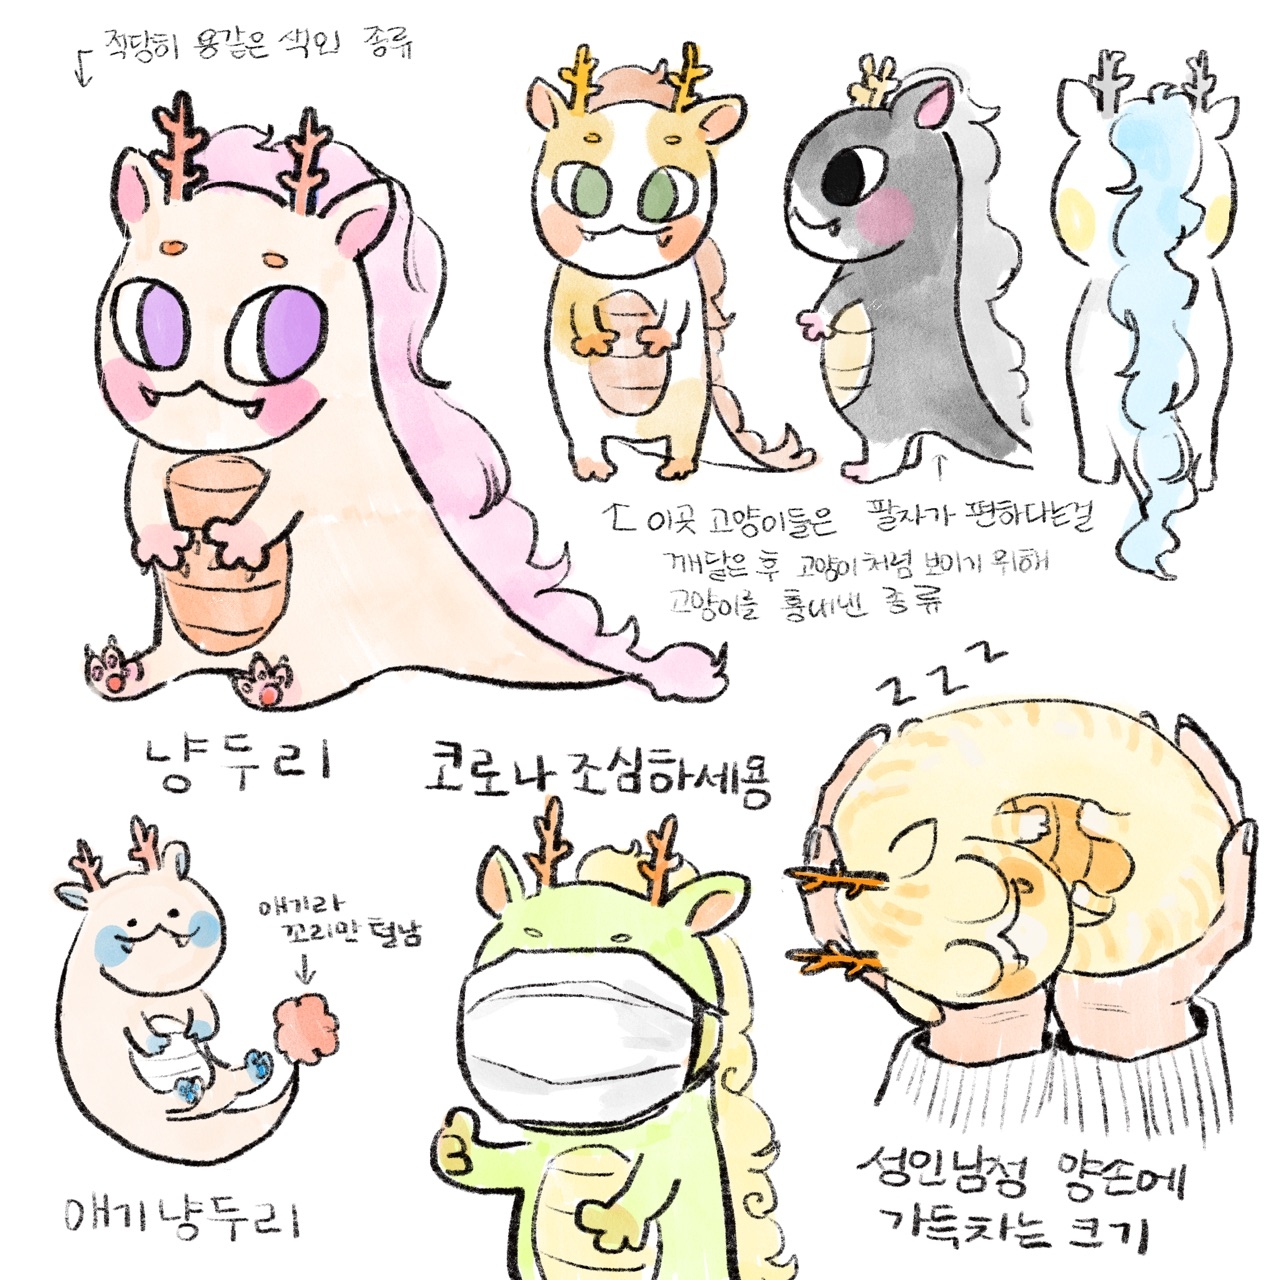 적당히 용같은 색의 종류
이곳 고양이들은 팔자가 편하다는걸
깨달은 후 고양이처럼 보이기 위해
고양이를 흉내낸 종류
냥두리
코로나 조심하세용
zzz
애기라
꼬리만 털남
애기냥두리
성인남성 양손에
가득차는 크기